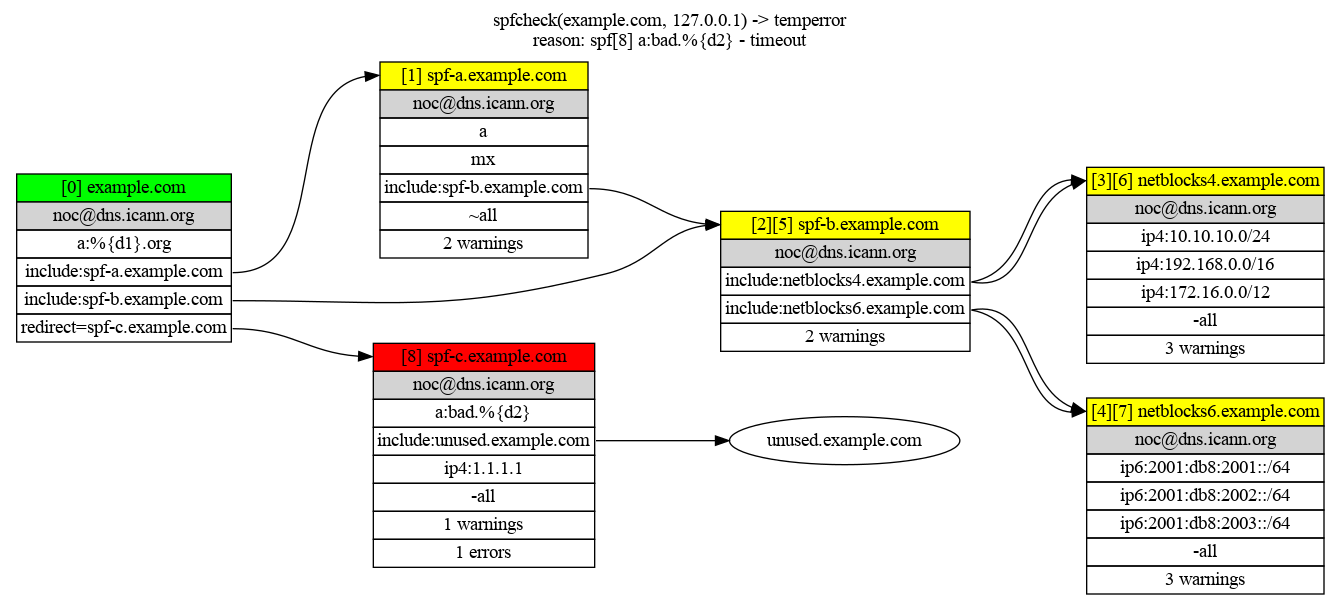 spfcheck(example.com, 127.0.0.1) -> temperror
reason: spf[8] a:bad.%{d2} - timeout
[0] example.com
noc@dns.icann.org
a:%{d1}.org
include:spf-a.example.com
include:spf-b.example.com
redirect=spf-c.example.com
[1] spf-a.example.com
noc@dns.icann.org
a
mx
include:spf-b.example.com
~all
2 warnings
[8] spf-c.example.com
noc@dns.icann.org
a:bad.%{d2}
include:unused.example.com
ip4:1.1.1.1
-all
1 warnings
1 errors
[2][5] spf-b.example.com
noc@dns.icann.org
include:netblocks4.example.com
include:netblocks6.example.com
2 warnings
unused.example.com
[3][6] netblocks4.example.com
noc@dns.icann.org
ip4:10.10.10.0/24
ip4:192.168.0.0/16
ip4:172.16.0.0/12
-all
3 warnings
[4][7] netblocks6.example.com
noc@dns.icann.org
ip6:2001:db8:2001::/64
ip6:2001:db8:2002::/64
ip6:2001:db8:2003::/64
-all
3 warnings